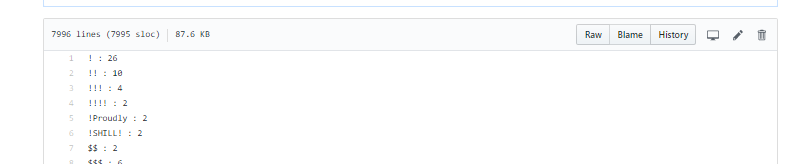 7996 lines (7995 sloc) 87.6 KB Raw Blame History
1 ! : 26
2 !! : 10
3 !!! : 4
4 !!!! : 2
5 !Proudly : 2
6 !SHILL! : 2
7 $$ : 2
8 $$$ : 6